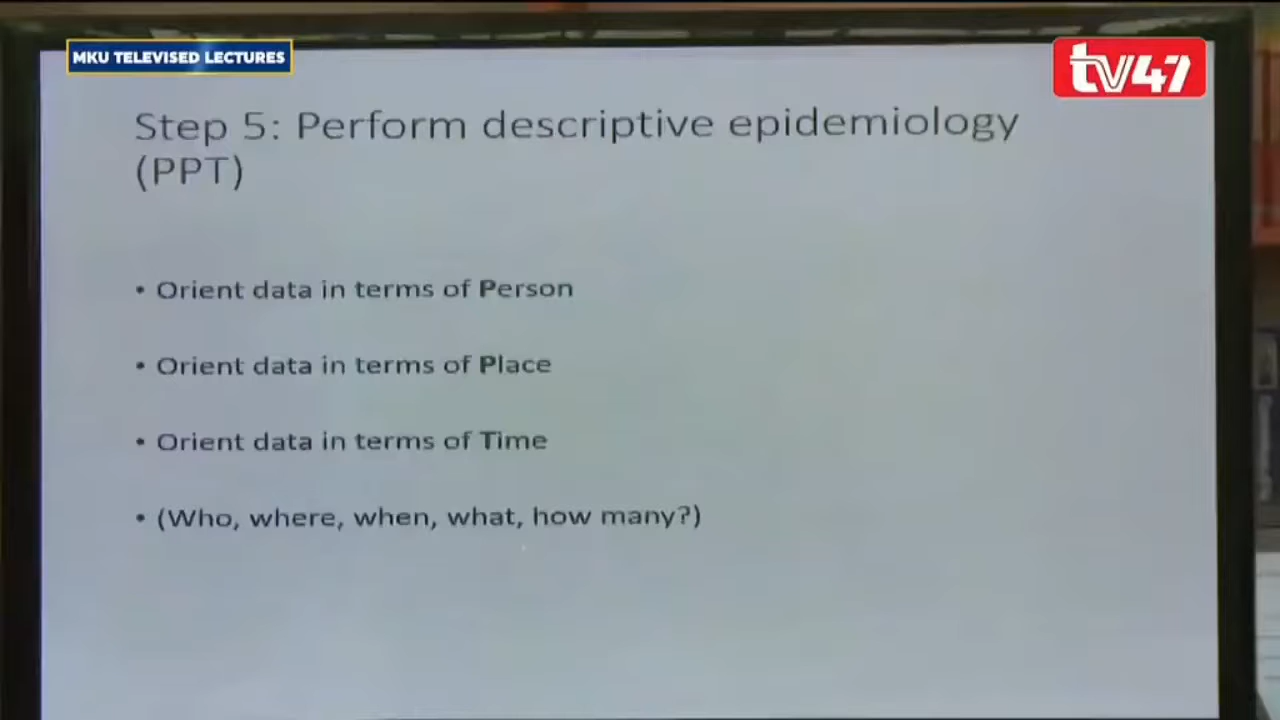 MKU TELEVISED LECTURES
tv47
Step 5: Perform descriptive epidemiology
(PPT)
• Orient data in terms of Person
• Orient data in terms of Place
• Orient data in terms of Time
• (Who, where, when, what, how many?)